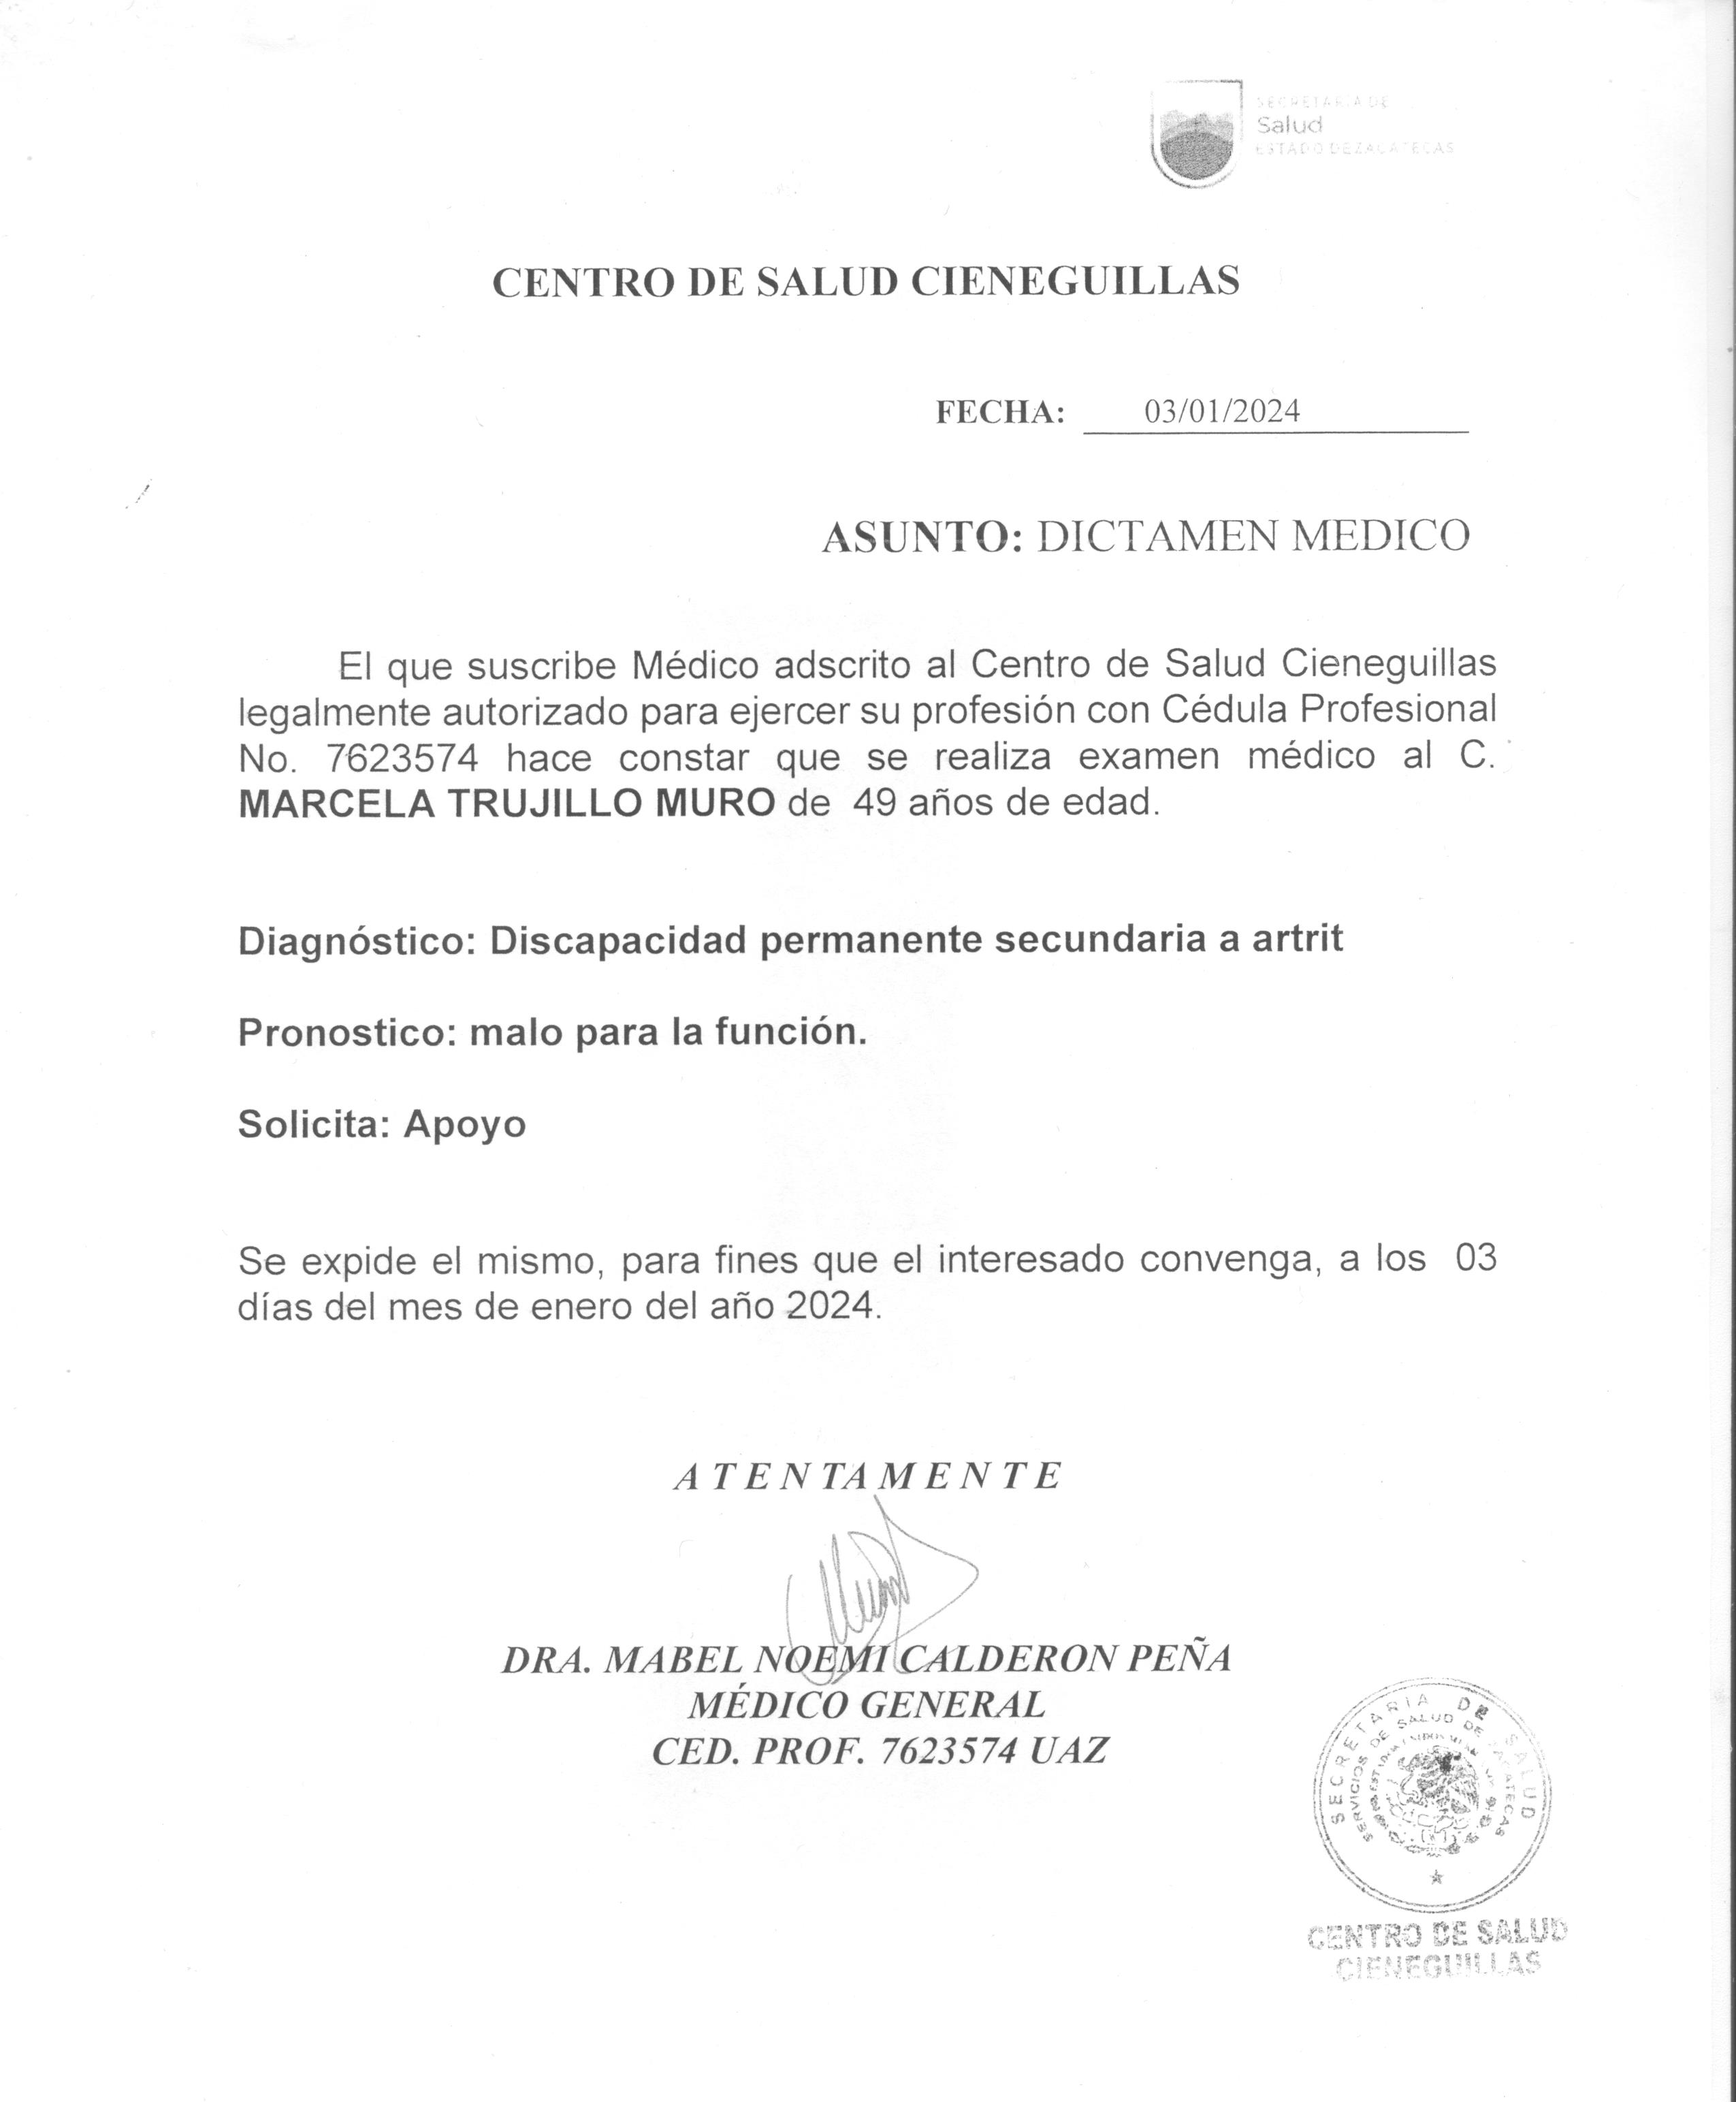 SECRETARIA DE
Salud
ESTADO DE ZACATECAS
CENTRO DE SALUD CIENEGUILLAS
FECHA: 03/01/2024
ASUNTO: DICTAMEN MEDICO
El que suscribe Médico adscrito al Centro de Salud Cieneguillas
legalmente autorizado para ejercer su profesión con Cédula Profesional
No. 7623574 hace constar que se realiza examen médico al C.
MARCELA TRUJILLO MURO de 49 años de edad.
Diagnóstico: Discapacidad permanente secundaria a artrit
Pronostico: malo para la función.
Solicita: Apoyo
Se expide el mismo, para fines que el interesado convenga, a los 03
días del mes de enero del año 2024.
ATENTAMENTE
DRA. MABEL NOEMI CALDERON PEÑA
MÉDICO GENERAL
CED. PROF. 7623574 UAZ
SECRETARIA DE SALUD
SERVICIOS DE SALUD DE ZACATECAS
CENTRO DE SALUD
CIENEGUILLAS